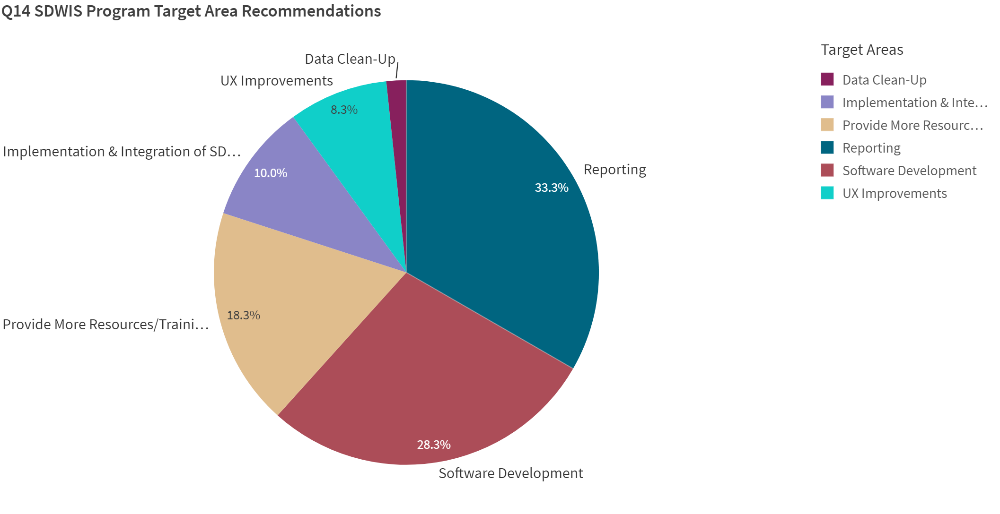 Q14 SDWIS Program Target Area Recommendations
Data Clean-Up
UX Improvements
8.3%
Implementation & Integration of SD…
10.0%
Reporting
33.3%
Provide More Resources/Traini…
18.3%
28.3%
Software Development
Target Areas
Data Clean-Up
Implementation & Inte…
Provide More Resourc…
Reporting
Software Development
UX Improvements